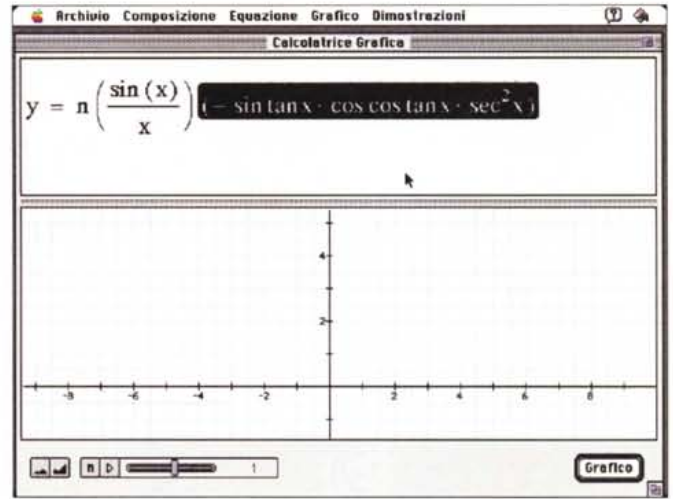 Archivio Composizione Equazione Grafico Dimostrazioni
Calcolatrice Grafica
y = n ( sin (x) / x ) (− sin tan x · cos cos tan x · sec² x )
4
2
-8 -6 -4 -2 2 4 6 8
n 1 Grafico